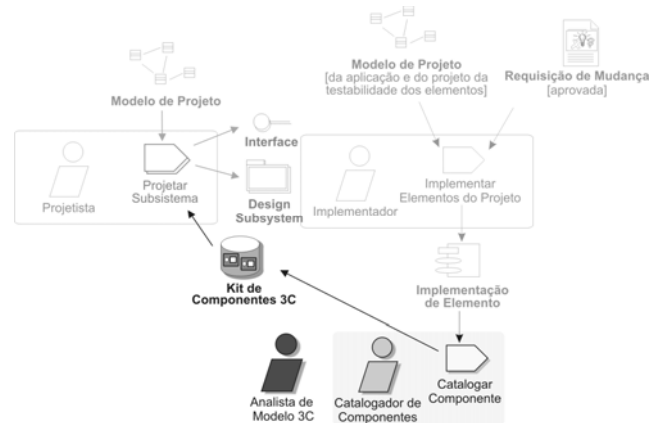 Modelo de Projeto
Modelo de Projeto
[da aplicação e do projeto da
testabilidade dos elementos]
Requisição de Mudança
[aprovada]
Interface
Projetista
Projetar
Subsistema
Design
Subsystem
Implementador
Implementar
Elementos do Projeto
Kit de
Componentes 3C
Implementação
de Elemento
Analista de
Modelo 3C
Catalogador de
Componentes
Catalogar
Componente